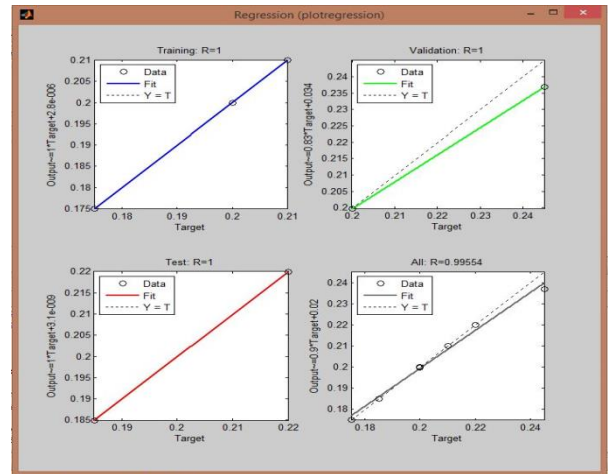 Regression (plotregression)
Training: R=1
Output~=1*Target+2.8e-006
0.21
0.205
0.2
0.195
0.19
0.185
0.18
0.175
Data
Fit
Y = T
0.18
0.19
0.2
0.21
Target
Validation: R=1
Output~=0.83*Target+0.034
0.24
0.235
0.23
0.225
0.22
0.215
0.21
0.205
0.2
Data
Fit
Y = T
0.2
0.21
0.22
0.23
0.24
Target
Test: R=1
Output~=1*Target+3.1e-009
0.22
0.215
0.21
0.205
0.2
0.195
0.19
0.185
Data
Fit
Y = T
0.19
0.2
0.21
0.22
Target
All: R=0.99554
Output~=0.9*Target+0.02
0.24
0.23
0.22
0.21
0.2
0.19
0.18
Data
Fit
Y = T
0.18
0.2
0.22
0.24
Target